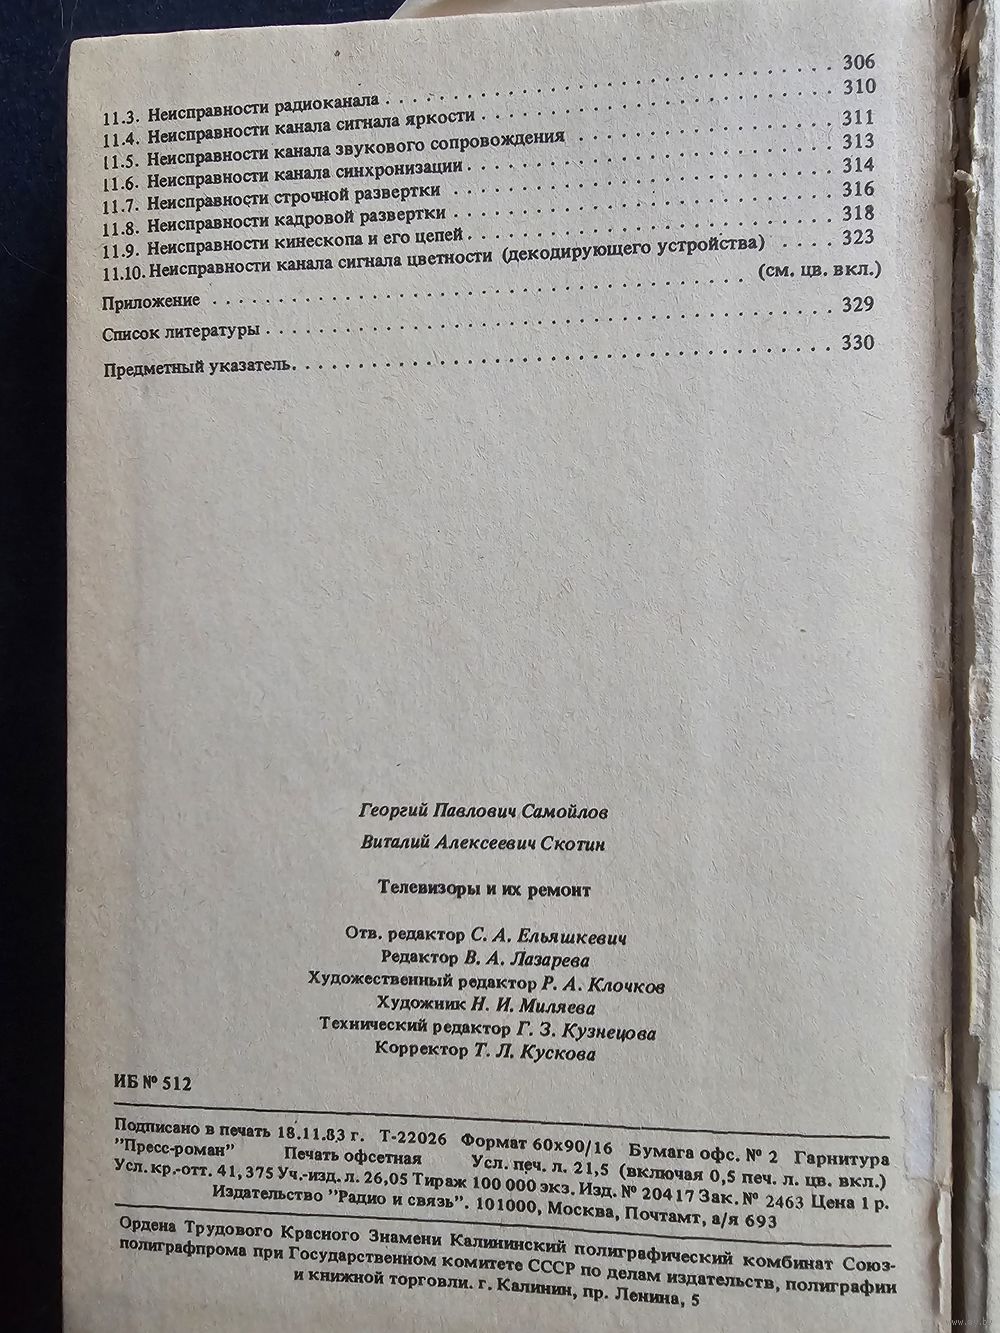 11.3. Неисправности радиоканала . . . . . . . . . . . . . . . . . . . . 306
11.4. Неисправности канала сигнала яркости . . . . . . . . . . . . . . . . 310
11.5. Неисправности канала звукового сопровождения . . . . . . . . . . . . 311
11.6. Неисправности канала синхронизации . . . . . . . . . . . . . . . . 313
11.7. Неисправности строчной развертки . . . . . . . . . . . . . . . . 314
11.8. Неисправности кадровой развертки . . . . . . . . . . . . . . . . 316
11.9. Неисправности кинескопа и его цепей . . . . . . . . . . . . . . . . 318
11.10. Неисправности канала сигнала цветности (декодирующего устройства) . . . . 323
Приложение . . . . . . . . . . . . . . . . . . . . (см. цв. вкл.)
Список литературы . . . . . . . . . . . . . . . . . . . . 329
Предметный указатель. . . . . . . . . . . . . . . . . . . . 330
Георгий Павлович Самойлов
Виталий Алексеевич Скотин
Телевизоры и их ремонт
Отв. редактор С. А. Ельяшкевич
Редактор В. А. Лазарева
Художественный редактор Р. А. Клочков
Художник Н. И. Миляева
Технический редактор Г. З. Кузнецова
Корректор Т. Л. Кускова
ИБ № 512
Подписано в печать 18.11.83 г. Т-22026 Формат 60х90/16 Бумага офс. № 2 Гарнитура
"Пресс-роман" Печать офсетная Усл. печ. л. 21,5 (включая 0,5 печ. л. цв. вкл.)
Усл. кр.-отт. 41,375 Уч.-изд. л. 26,05 Тираж 100 000 экз. Изд. № 20417 Зак. № 2463 Цена 1 р.
Издательство "Радио и связь". 101000, Москва, Почтамт, а/я 693
Ордена Трудового Красного Знамени Калининский полиграфический комбинат Союз-
полиграфпрома при Государственном комитете СССР по делам издательств, полиграфии
и книжной торговли. г. Калинин, пр. Ленина, 5